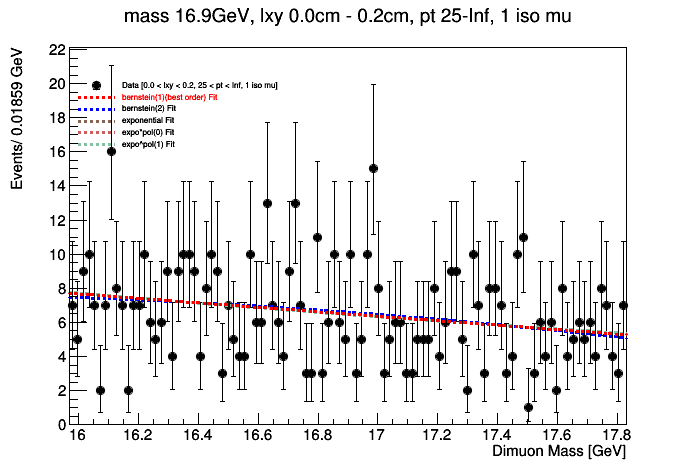 mass 16.9GeV, lxy 0.0cm - 0.2cm, pt 25-Inf, 1 iso mu
Events/ 0.01859 GeV
22
20
18
16
14
12
10
8
6
4
2
0
Data [0.0 < lxy < 0.2, 25 < pt < Inf, 1 iso mu]
bernstein(1)(best order) Fit
bernstein(2) Fit
exponential Fit
expo*pol(0) Fit
expo*pol(1) Fit
16 16.2 16.4 16.6 16.8 17 17.2 17.4 17.6 17.8
Dimuon Mass [GeV]